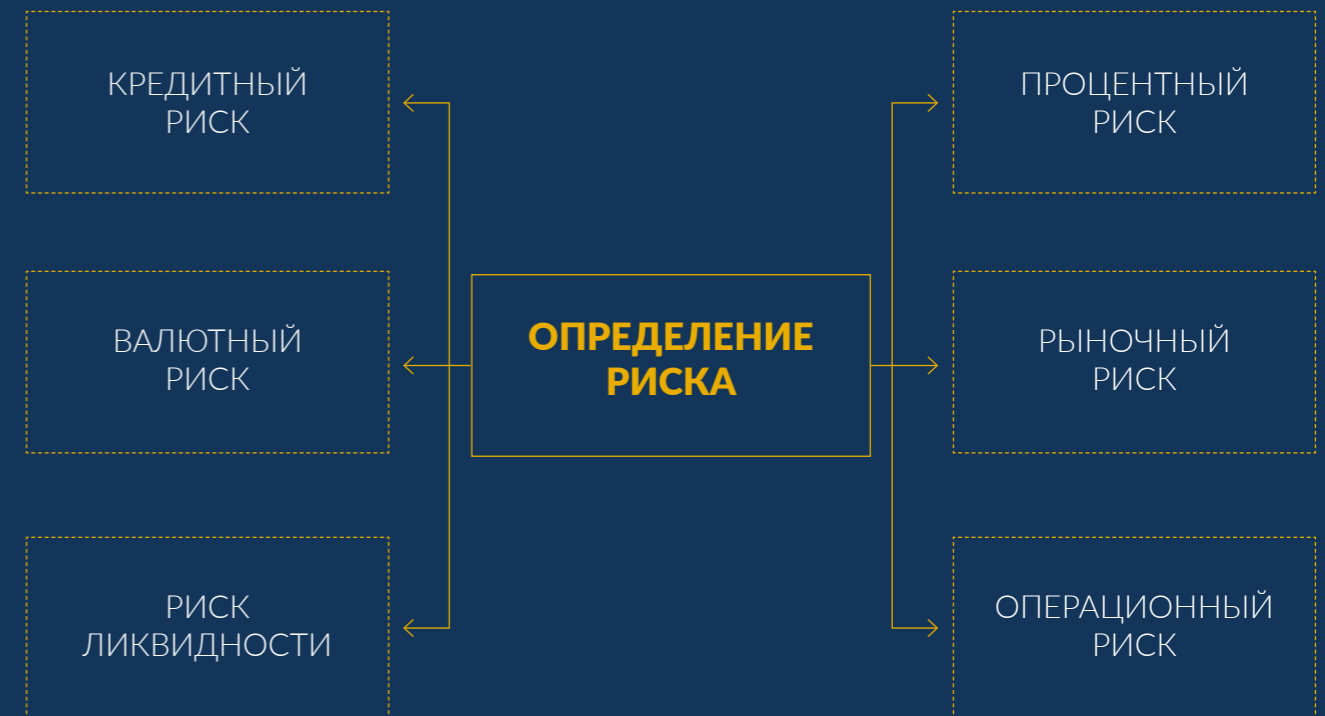 КРЕДИТНЫЙ
РИСК
ПРОЦЕНТНЫЙ
РИСК
ВАЛЮТНЫЙ
РИСК
ОПРЕДЕЛЕНИЕ
РИСКА
РЫНОЧНЫЙ
РИСК
РИСК
ЛИКВИДНОСТИ
ОПЕРАЦИОННЫЙ
РИСК